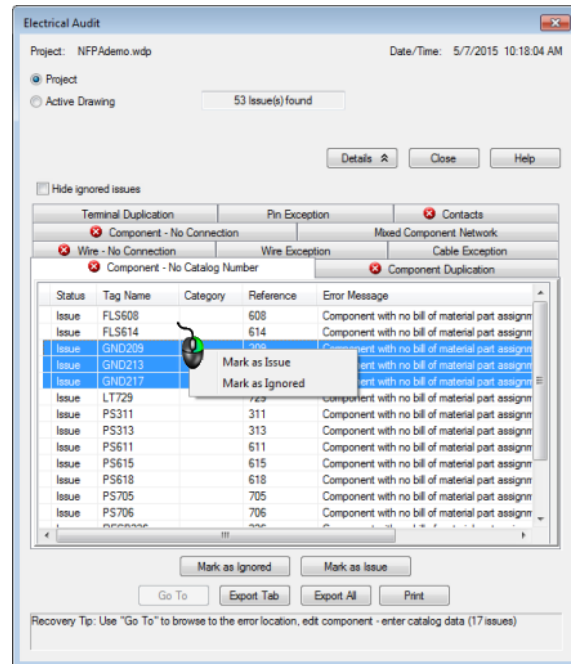 Electrical Audit
Project: NFPAdemo.wdp Date/Time: 5/7/2015 10:18:04 AM
Project
Active Drawing 53 Issue(s) found
Details Close Help
Hide ignored issues
Terminal Duplication Pin Exception Contacts
Component - No Connection Mixed Component Network
Wire - No Connection Wire Exception Cable Exception
Component - No Catalog Number Component Duplication
Status Tag Name Category Reference Error Message
Issue FLS608 608 Component with no bill of material part assignm
Issue FLS614 614 Component with no bill of material part assignm
Issue GND209 209 Component with no bill of material part assignm
Issue GND213 ent with no bill of material part assignm
Issue GND217 ent with no bill of material part assignm
Mark as Issue
Mark as Ignored
Issue LT729 729 Component with no bill of material part assignm
Issue PS311 311 Component with no bill of material part assignm
Issue PS313 313 Component with no bill of material part assignm
Issue PS611 611 Component with no bill of material part assignm
Issue PS615 615 Component with no bill of material part assignm
Issue PS618 618 Component with no bill of material part assignm
Issue PS705 705 Component with no bill of material part assignm
Issue PS706 706 Component with no bill of material part assignm
Mark as Ignored Mark as Issue
Go To Export Tab Export All Print
Recovery Tip: Use "Go To" to browse to the error location, edit component - enter catalog data (17 issues)